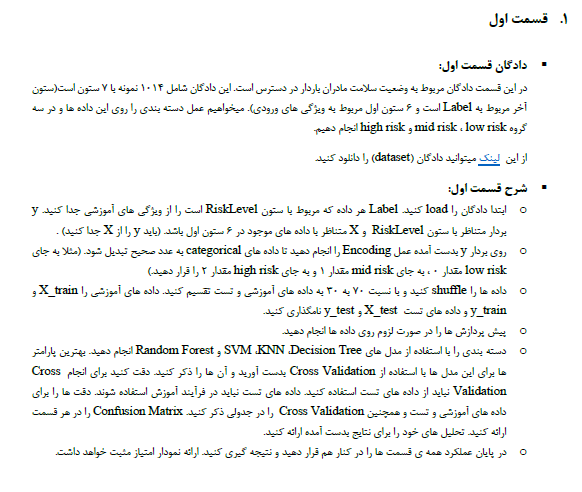 ۱. قسمت اول
▪ دادگان قسمت اول:
در این قسمت دادگان مربوط به وضعیت سلامت مادران باردار در دسترس است. این دادگان شامل ۱۰۱۴ نمونه با ۷ ستون است(ستون
آخر مربوط به Label است و ۶ ستون اول مربوط به ویژگی های ورودی). میخواهیم عمل دسته بندی را روی این داده ها و در سه
گروه low risk ، mid risk و high risk انجام دهیم.
از این لینک میتوانید دادگان (dataset) را دانلود کنید.
▪ شرح قسمت اول:
○ ابتدا دادگان را load کنید. Label هر داده که مربوط با ستون RiskLevel است را از ویژگی های آموزشی جدا کنید. y
بردار متناظر با ستون RiskLevel و X متناظر با داده های موجود در ۶ ستون اول باشد. (باید y را از X جدا کنید) .
○ روی بردار y بدست آمده عمل Encoding را انجام دهید تا داده های categorical به عدد صحیح تبدیل شود. (مثلا به جای
low risk مقدار ۰، به جای mid risk مقدار ۱ و به جای high risk مقدار ۲ را قرار دهید.)
○ داده ها را shuffle کنید و با نسبت ۷۰ به ۳۰ به داده های آموزشی و تست تقسیم کنید. داده های آموزشی را X_train و
y_train و داده های تست X_test و y_test نامگذاری کنید.
○ پیش پردازش ها را در صورت لزوم روی داده ها انجام دهید.
○ دسته بندی را با استفاده از مدل های SVM ،KNN ،Decision Tree و Random Forest انجام دهید. بهترین پارامتر
ها برای این مدل ها با استفاده از Cross Validation بدست آورید و آن ها را ذکر کنید. دقت کنید برای انجام Cross
Validation نباید از داده های تست استفاده کنید. داده های تست نباید در فرآیند آموزش استفاده شوند. دقت ها را برای
داده های آموزشی و تست و همچنین Cross Validation را در جدولی ذکر کنید. Confusion Matrix را در هر قسمت
ارائه کنید. تحلیل های خود را برای نتایج بدست آمده ارائه کنید.
○ در پایان عملکرد همه ی قسمت ها را در کنار هم قرار دهید و نتیجه گیری کنید. ارائه نمودار امتیاز مثبت خواهد داشت.